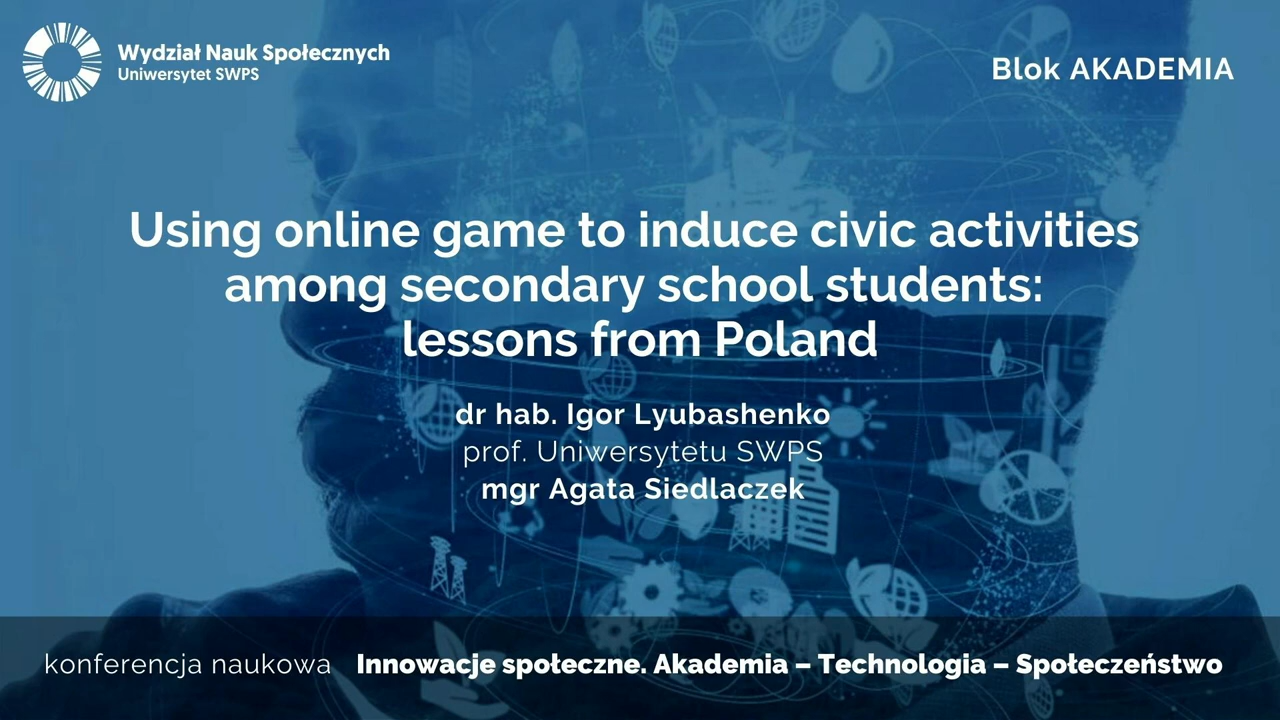 Wydział Nauk Społecznych
Uniwersytet SWPS
Blok AKADEMIA
Using online game to induce civic activities
among secondary school students:
lessons from Poland
dr hab. Igor Lyubashenko
prof. Uniwersytetu SWPS
mgr Agata Siedlaczek
konferencja naukowa Innowacje społeczne. Akademia – Technologia – Społeczeństwo